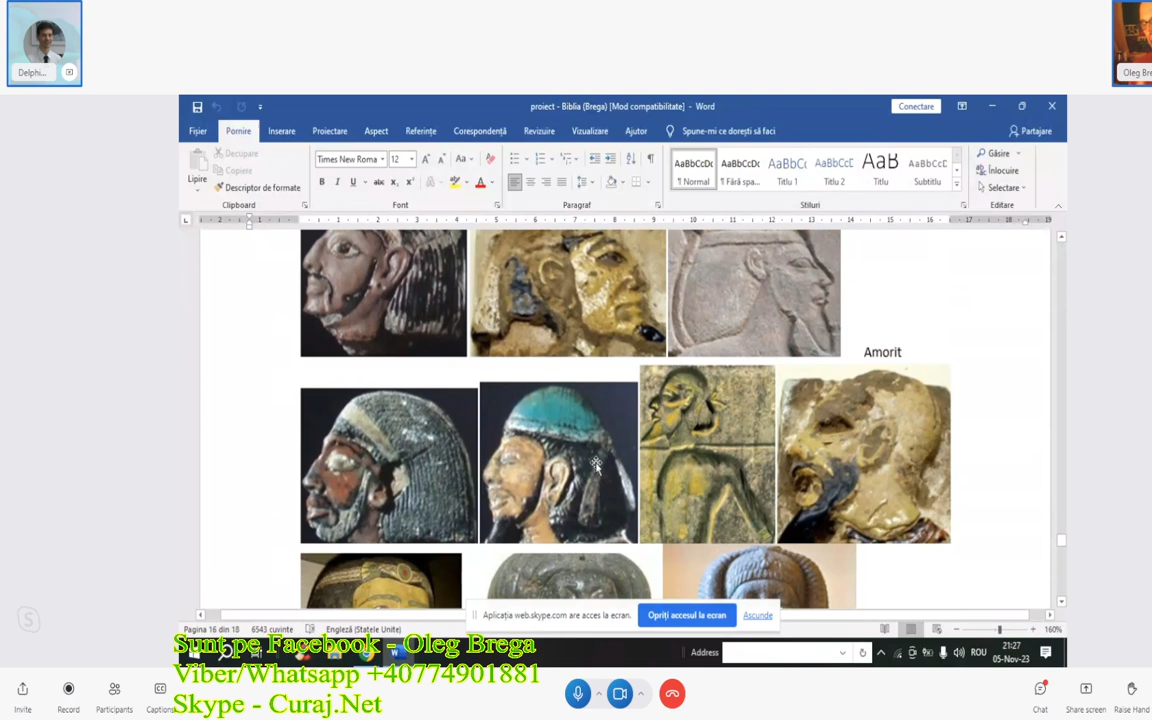 Delphi...
Oleg Bre
proiect - Biblia (Brega) [Mod compatibilitate] - Word
Conectare
Fișier
Pornire
Inserare
Proiectare
Aspect
Referințe
Corespondență
Revizuire
Vizualizare
Ajutor
Spune-mi ce dorești să faci
Partajare
Lipire
Decupare
Copiere
Descriptor de formate
Clipboard
Times New Roma
12
Font
Paragraf
AaBbCcDc
¶ Normal
AaBbCcDc
¶ Fără spa...
AaBbCc
Titlu 1
AaBbCcC
Titlu 2
AaB
Titlu
AaBbCcC
Subtitlu
Stiluri
Găsire
Înlocuire
Selectare
Editare
Amorit
Aplicația web.skype.com are acces la ecran.
Opriți accesul la ecran
Ascunde
Pagina 16 din 18
6543 cuvinte
Engleză (Statele Unite)
160%
Address
ROU
21:27
05-Nov-23
Sunt pe Facebook - Oleg Brega
Viber/Whatsapp +40774901881
Skype - Curaj.Net
Invite
Record
Participants
Captions
Chat
Share screen
Raise Hand